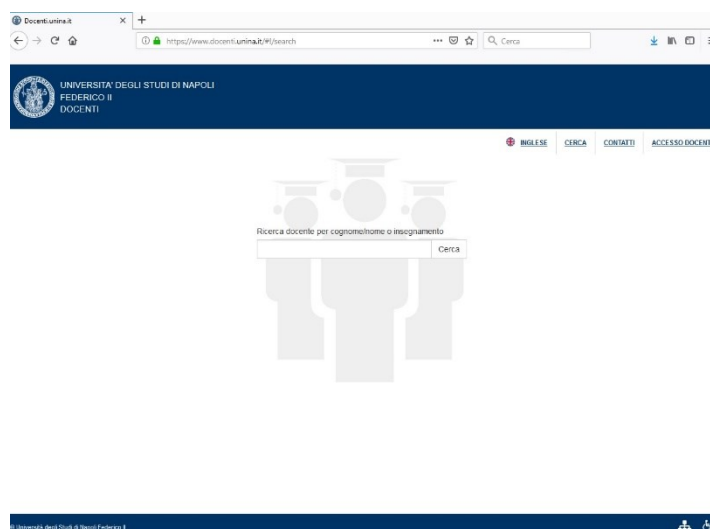 Docenti.unina.it
https://www.docenti.unina.it/#!/search
Cerca
UNIVERSITA' DEGLI STUDI DI NAPOLI
FEDERICO II
DOCENTI
INGLESE CERCA CONTATTI ACCESSO DOCENT
Ricerca docente per cognome/nome o insegnamento
Cerca
© Università degli Studi di Napoli Federico II